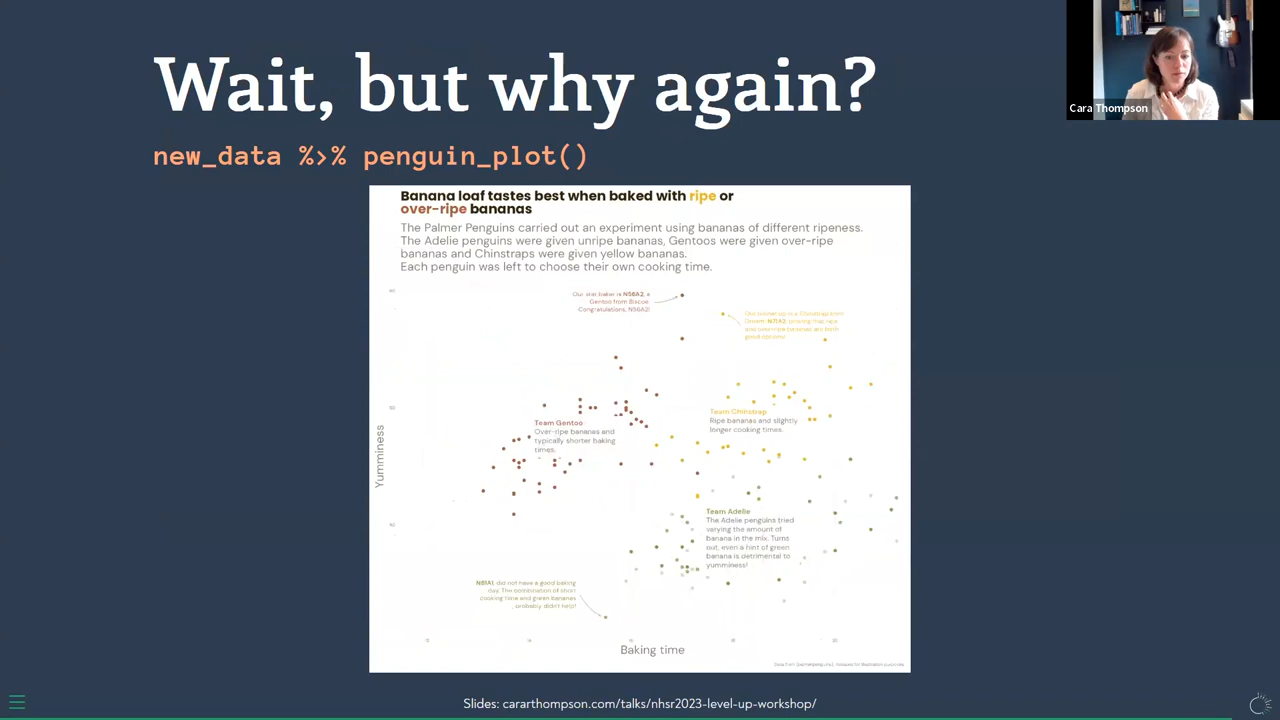 Wait, but why again?
Cara Thompson
new_data %>% penguin_plot()
Banana loaf tastes best when baked with ripe or
over-ripe bananas
The Palmer Penguins carried out an experiment using bananas of different ripeness.
The Adelie penguins were given unripe bananas, Gentoos were given over-ripe
bananas and Chinstraps were given yellow bananas.
Each penguin was left to choose their own cooking time.
Our star baker is N56A2, a
Gentoo from Biscoe.
Congratulations, N56A2!
Team Gentoo
Over-ripe bananas and
typically shorter baking
times.
Team Chinstrap
Ripe bananas and slightly
longer cooking times.
Yumminess
Team Adelie
The Adelie penguins tried
varying the amount of
banana in the mix. Turns
out, even a hint of green
banana is detrimental to
yumminess!
did not have a good baking
day. The combination of short
cooking time and green bananas
probably didn't help!
Baking time
Slides: cararthompson.com/talks/nhsr2023-level-up-workshop/